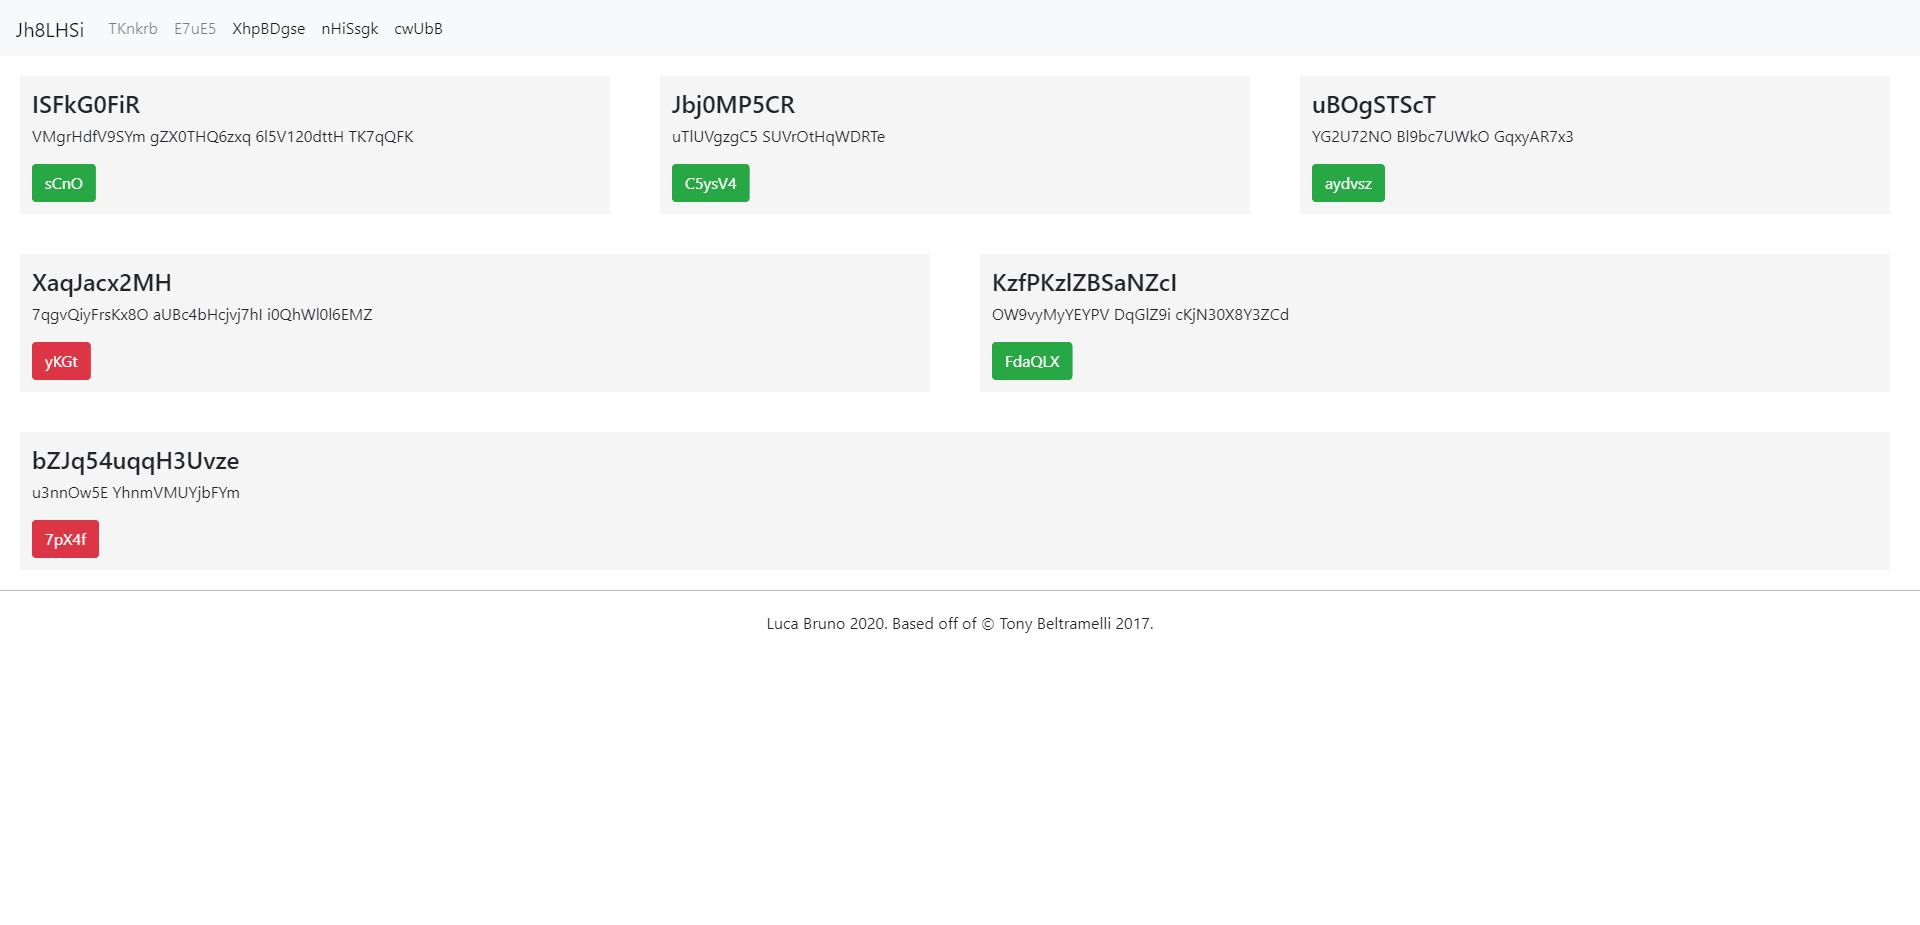 Jh8LHSi TKnkrb E7uE5 XhpBDgse nHiSsgk cwUbB
ISFkG0FiR
VMgrHdfV9SYm gZX0THQ6zxq 6l5V120dttH TK7qQFK
sCnO
Jbj0MP5CR
uTlUVgzgC5 SUVrOtHqWDRTe
C5ysV4
uBOgSTScT
YG2U72NO Bl9bc7UWkO GqxyAR7x3
aydvsz
XaqJacx2MH
7qgvQiyFrsKx8O aUBc4bHcjvj7hI i0QhWl0l6EMZ
yKGt
KzfPKzlZBSaNZcI
OW9vyMyYEYPV DqGlZ9i cKjN30X8Y3ZCd
FdaQLX
bZJq54uqqH3Uvze
u3nnOw5E YhnmVMUYjbFYm
7pX4f
Luca Bruno 2020. Based off of © Tony Beltramelli 2017.